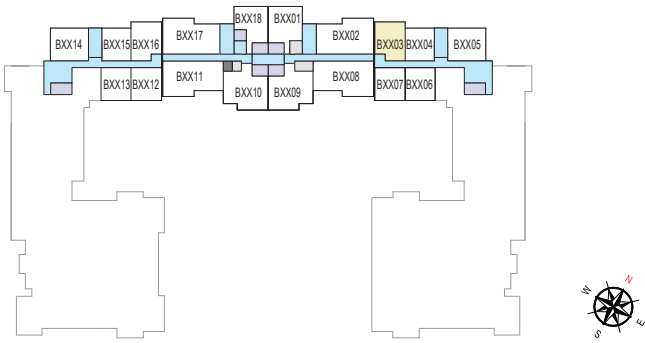 BXX18 BXX01
BXX14 BXX15 BXX16 BXX17 BXX02 BXX03 BXX04 BXX05
BXX13 BXX12 BXX11 BXX10 BXX09 BXX08 BXX07 BXX06
N
W
E
S